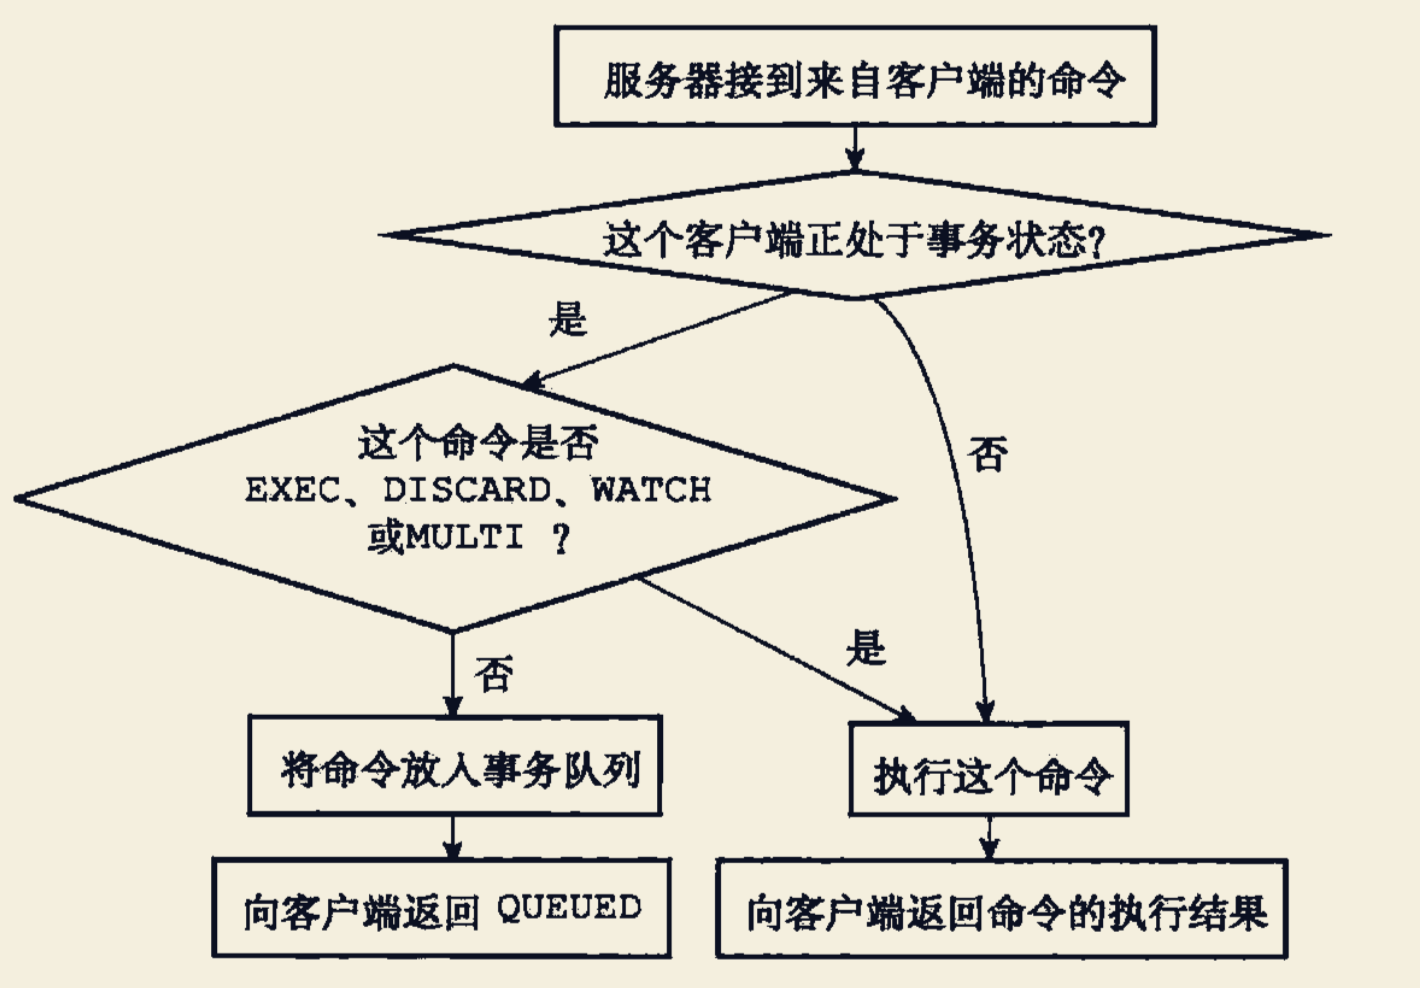 服务器接到来自客户端的命令
这个客户端正处于事务状态?
是
否
这个命令是否
EXEC、DISCARD、WATCH
或MULTI ?
否
是
将命令放入事务队列
执行这个命令
向客户端返回 QUEUED
向客户端返回命令的执行结果